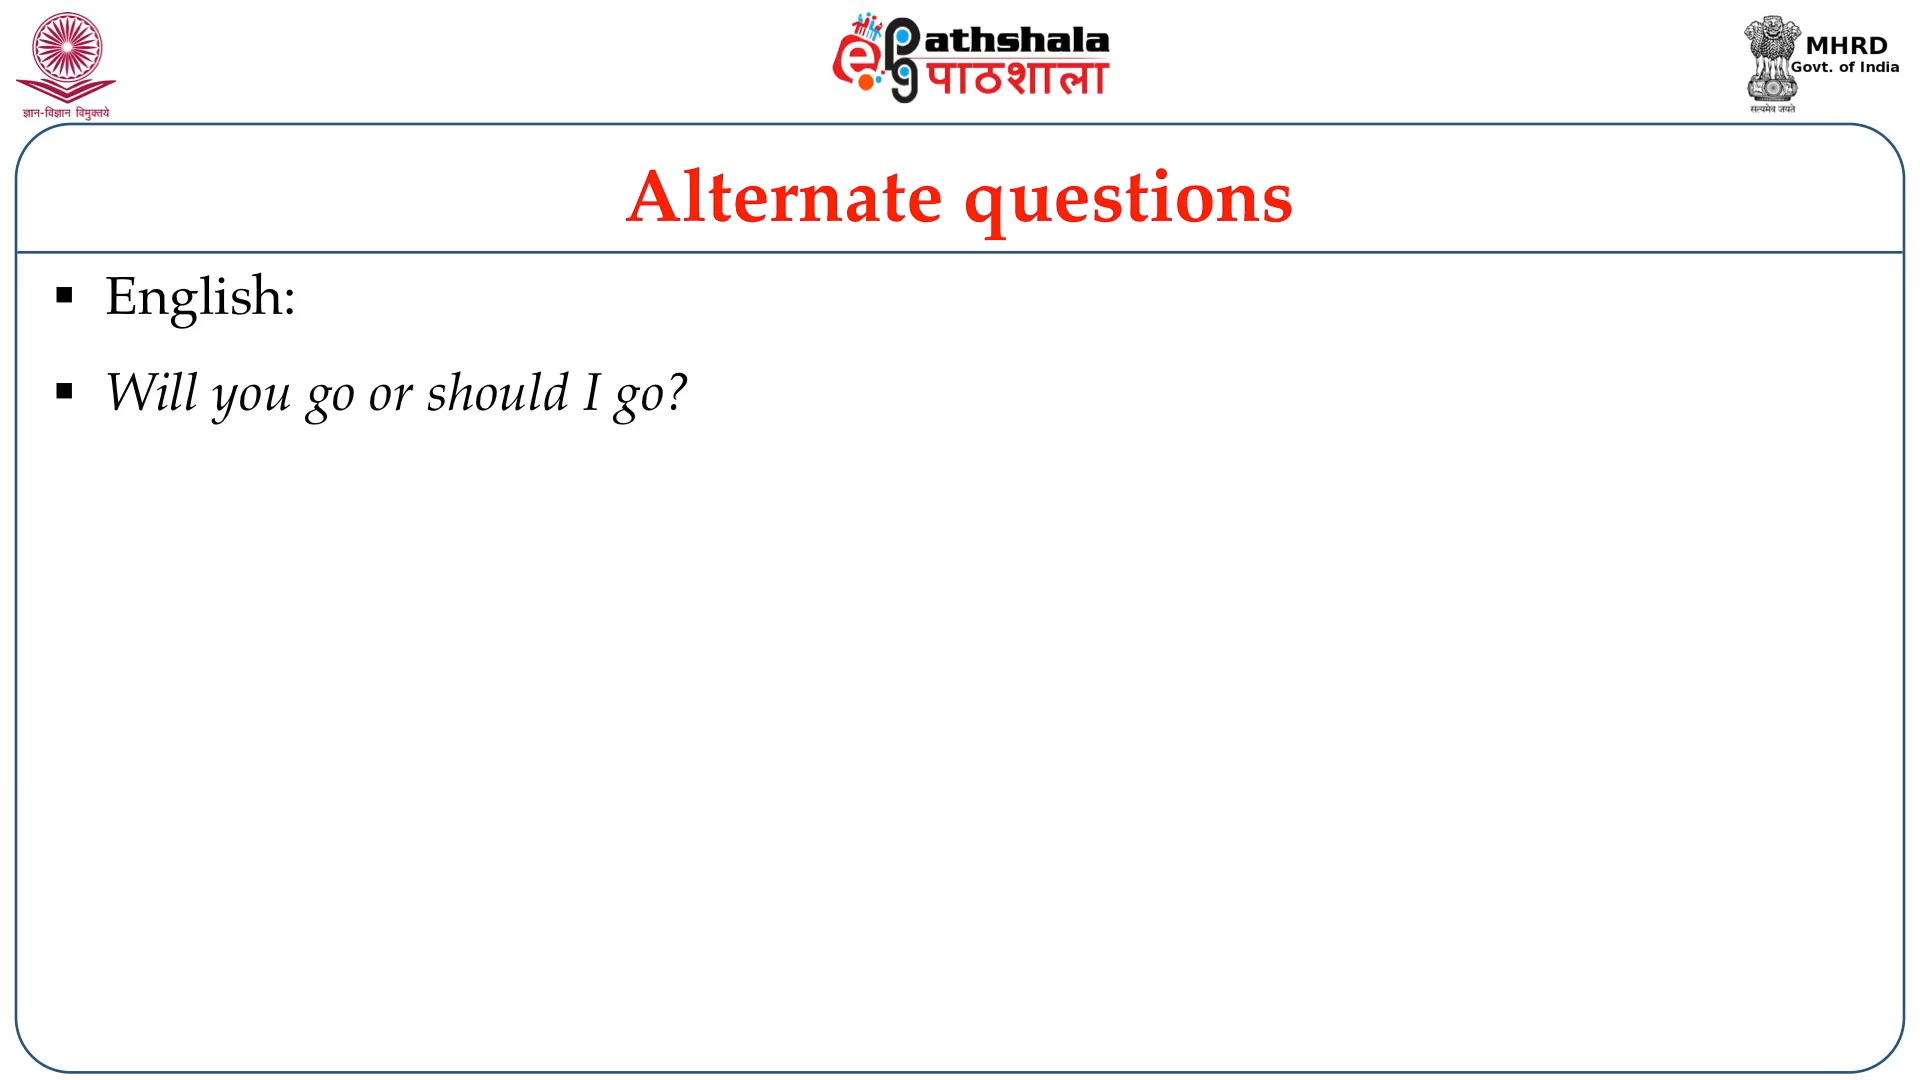 ज्ञान-विज्ञान विमुक्तये
ePG Pathshala
पाठशाला
सत्यमेव जयते
MHRD
Govt. of India
Alternate questions
▪ English:
▪ Will you go or should I go?